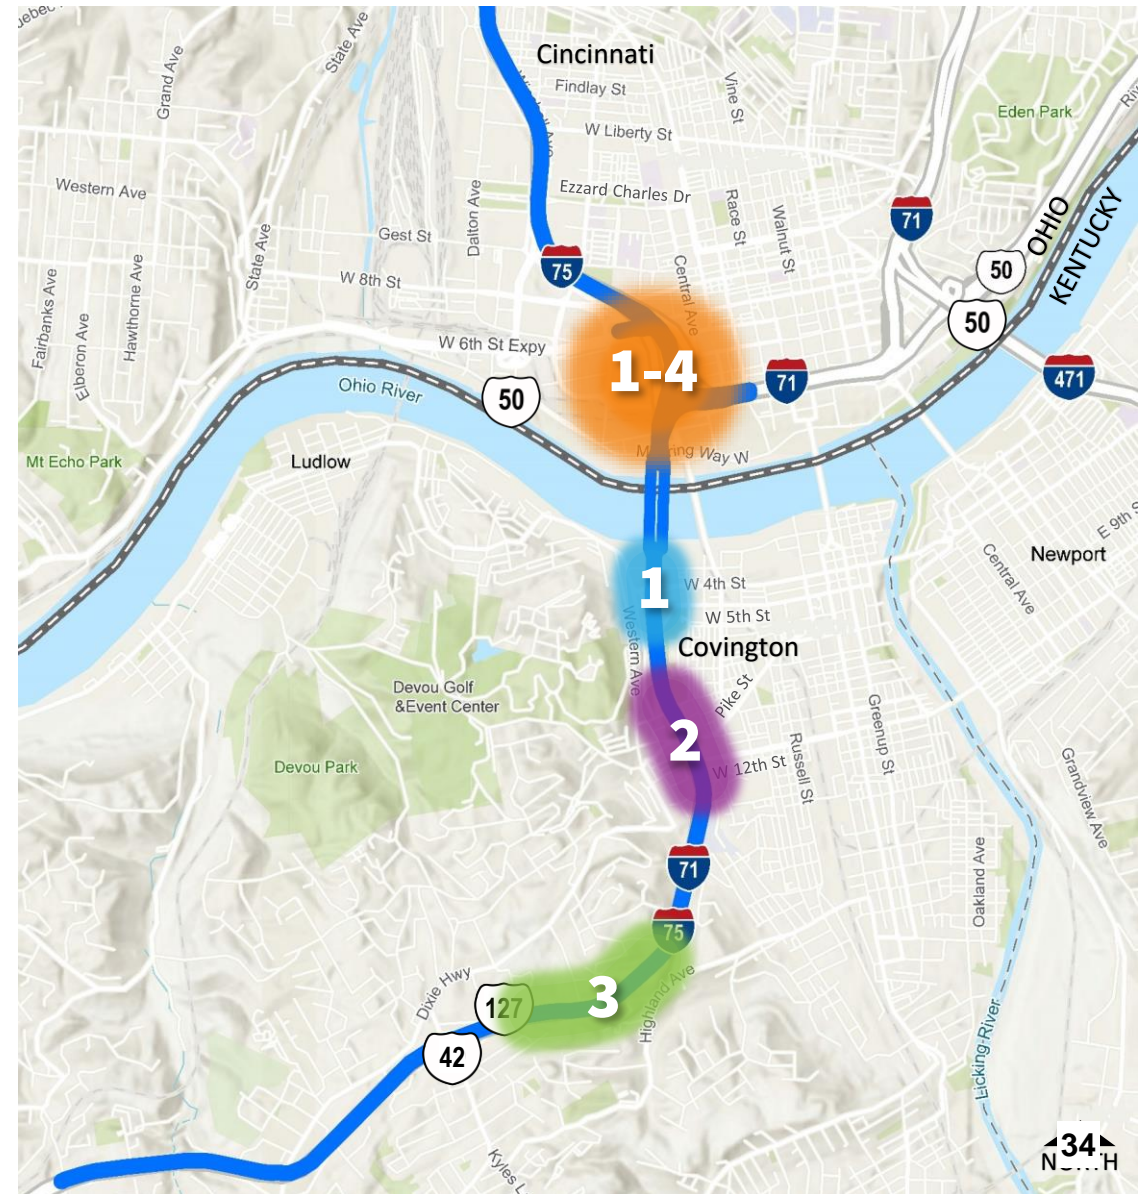 State Ave
Grand Ave
Cincinnati
Findlay St
Vine St
Eden Park
W Liberty St
Western Ave
Ezzard Charles Dr
Dalton Ave
Race St
Walnut St
71
OHIO
KENTUCKY
State Ave
Gest St
75
50
W 8th St
Central Ave
50
Fairbanks Ave
Hawthorne Ave
Elberon Ave
W 6th St Expy
1-4
71
471
Ohio River
50
Mt Echo Park
Ludlow
Way W
E 9th S
Newport
Central Ave
1
W 4th St
W 5th St
Western Ave
Covington
Devou Golf
&Event Center
Pike St
2
Greenup St
W 12th St
Russell St
Devou Park
Grandview Ave
71
Oakland Ave
75
Dixie Hwy
3
Highland Ave
127
42
Licking River
Kyles L
34